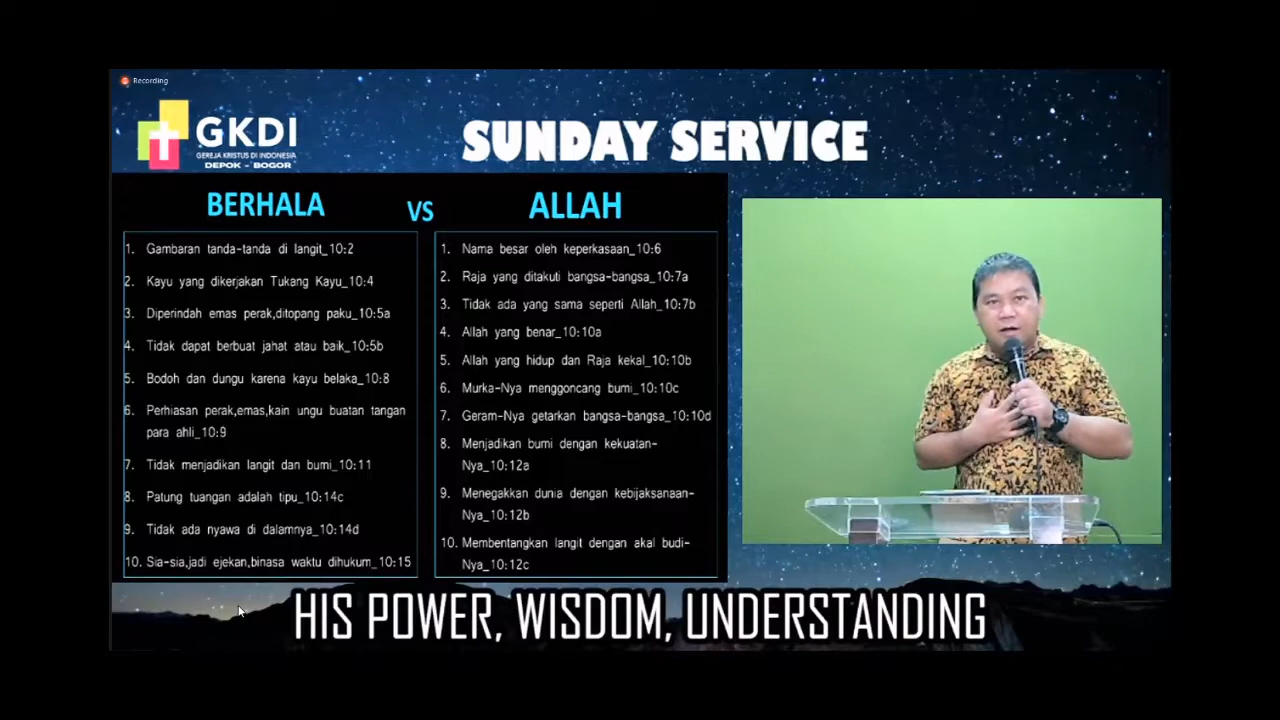 Recording
GKDI
GEREJA KRISTUS DI INDONESIA
DEPOK - BOGOR
SUNDAY SERVICE
BERHALA
VS
ALLAH
1. Gambaran tanda-tanda di langit_10:2
2. Kayu yang dikerjakan Tukang Kayu_10:4
3. Diperindah emas perak,ditopang paku_10:5a
4. Tidak dapat berbuat jahat atau baik_10:5b
5. Bodoh dan dungu karena kayu belaka_10:8
6. Perhiasan perak,emas,kain ungu buatan tangan
para ahli_10:9
7. Tidak menjadikan langit dan bumi_10:11
8. Patung tuangan adalah tipu_10:14c
9. Tidak ada nyawa di dalamnya_10:14d
10. Sia-sia,jadi ejekan,binasa waktu dihukum_10:15
1. Nama besar oleh keperkasaan_10:6
2. Raja yang ditakuti bangsa-bangsa_10:7a
3. Tidak ada yang sama seperti Allah_10:7b
4. Allah yang benar_10:10a
5. Allah yang hidup dan Raja kekal_10:10b
6. Murka-Nya menggoncang bumi_10:10c
7. Geram-Nya getarkan bangsa-bangsa_10:10d
8. Menjadikan bumi dengan kekuatan-
Nya_10:12a
9. Menegakkan dunia dengan kebijaksanaan-
Nya_10:12b
10. Membentangkan langit dengan akal budi-
Nya_10:12c
HIS POWER, WISDOM, UNDERSTANDING